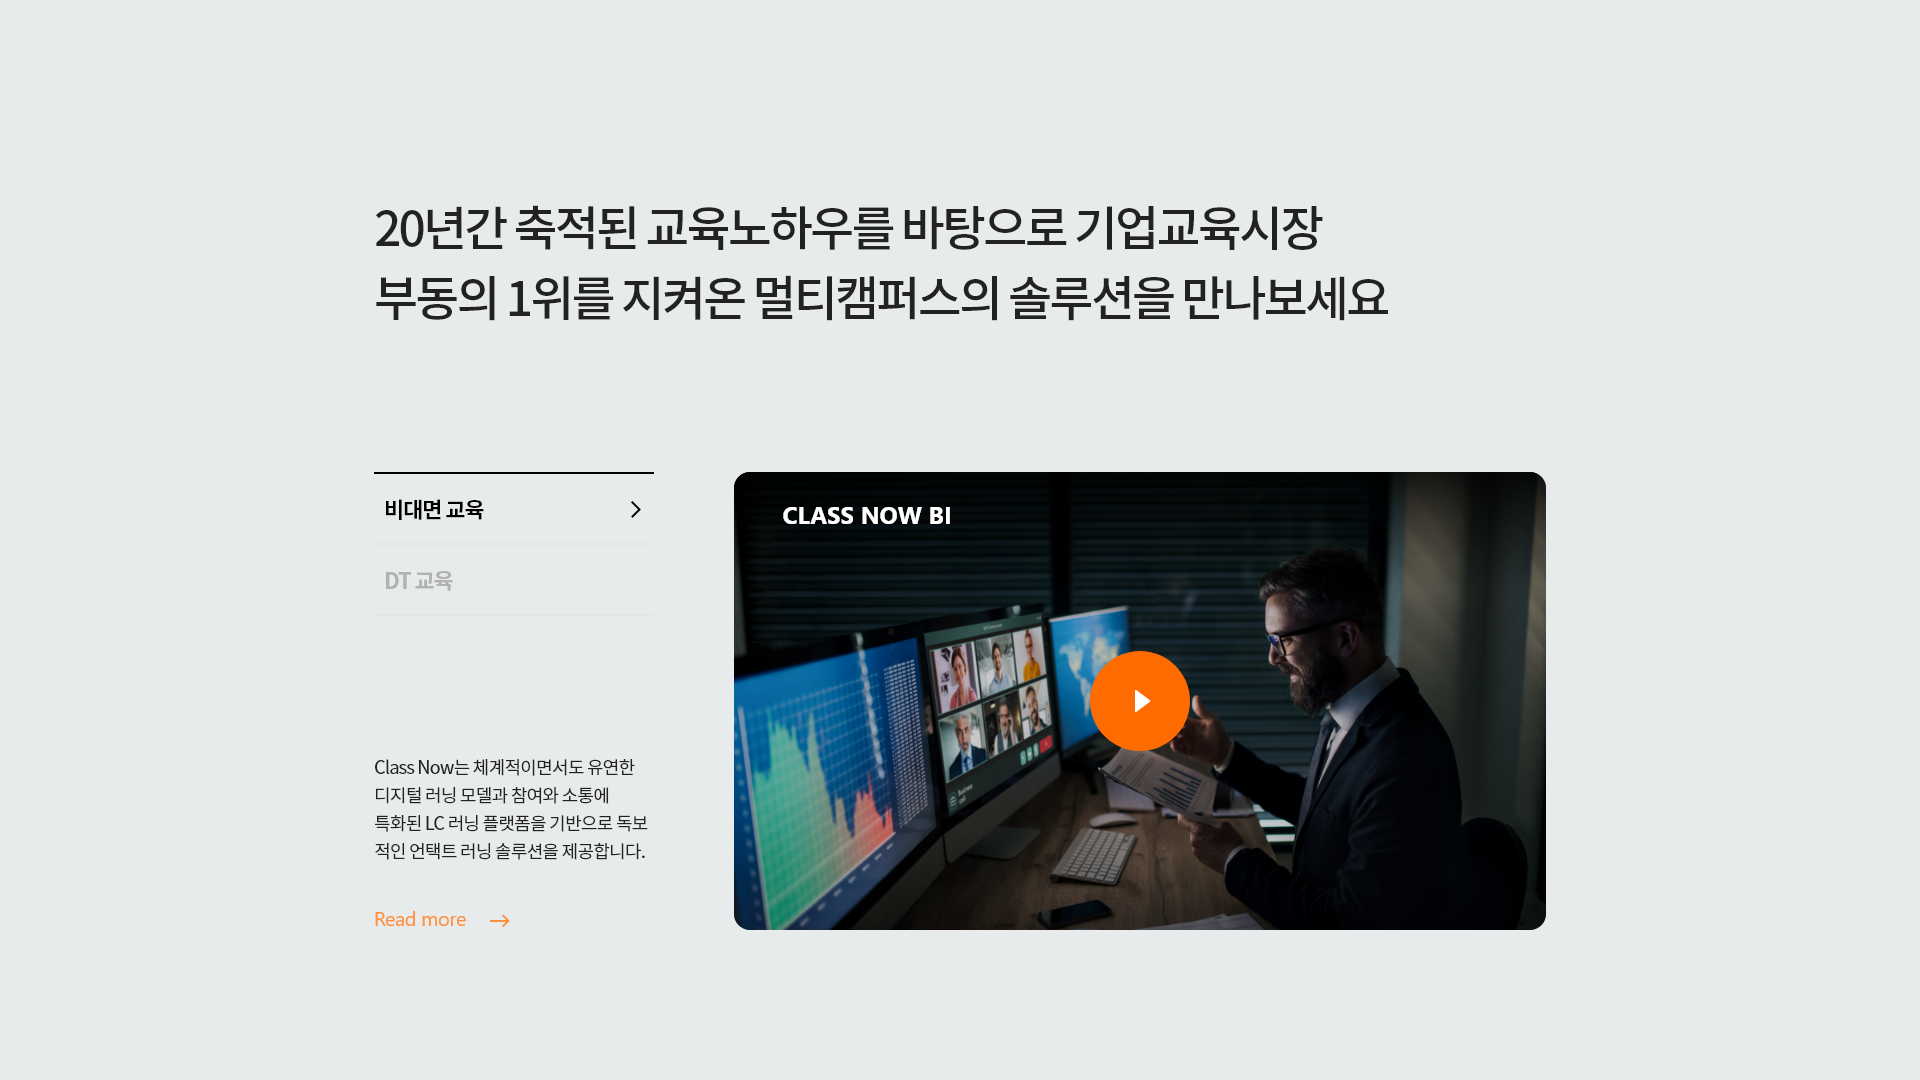 20년간 축적된 교육노하우를 바탕으로 기업교육시장
부동의 1위를 지켜온 멀티캠퍼스의 솔루션을 만나보세요
비대면 교육
DT 교육
Class Now는 체계적이면서도 유연한
디지털 러닝 모델과 참여와 소통에
특화된 LC 러닝 플랫폼을 기반으로 독보
적인 언택트 러닝 솔루션을 제공합니다.
Read more
CLASS NOW BI
Business
call